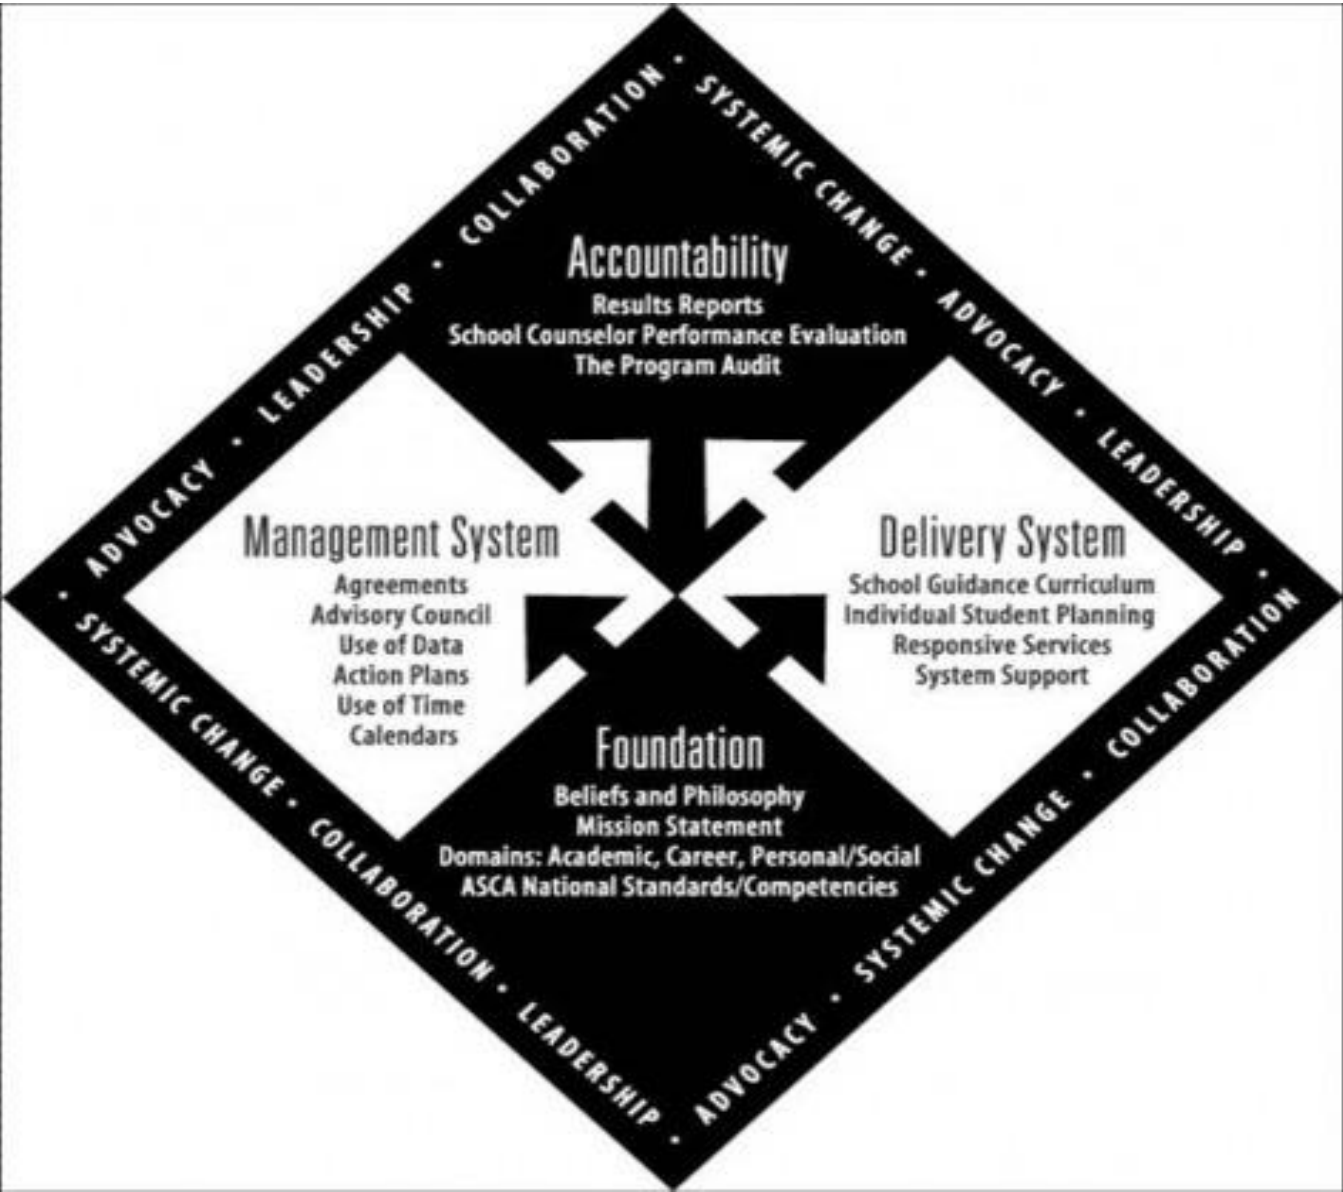 COLLABORATION • SYSTEMIC CHANGE • ADVOCACY • LEADERSHIP •
• ADVOCACY • LEADERSHIP •
Accountability
Results Reports
School Counselor Performance Evaluation
The Program Audit
Management System
Agreements
Advisory Council
Use of Data
Action Plans
Use of Time
Calendars
Delivery System
School Guidance Curriculum
Individual Student Planning
Responsive Services
System Support
Foundation
Beliefs and Philosophy
Mission Statement
Domains: Academic, Career, Personal/Social
ASCA National Standards/Competencies
SYSTEMIC CHANGE • COLLABORATION • LEADERSHIP •
ADVOCACY • SYSTEMIC CHANGE • COLLABORATION